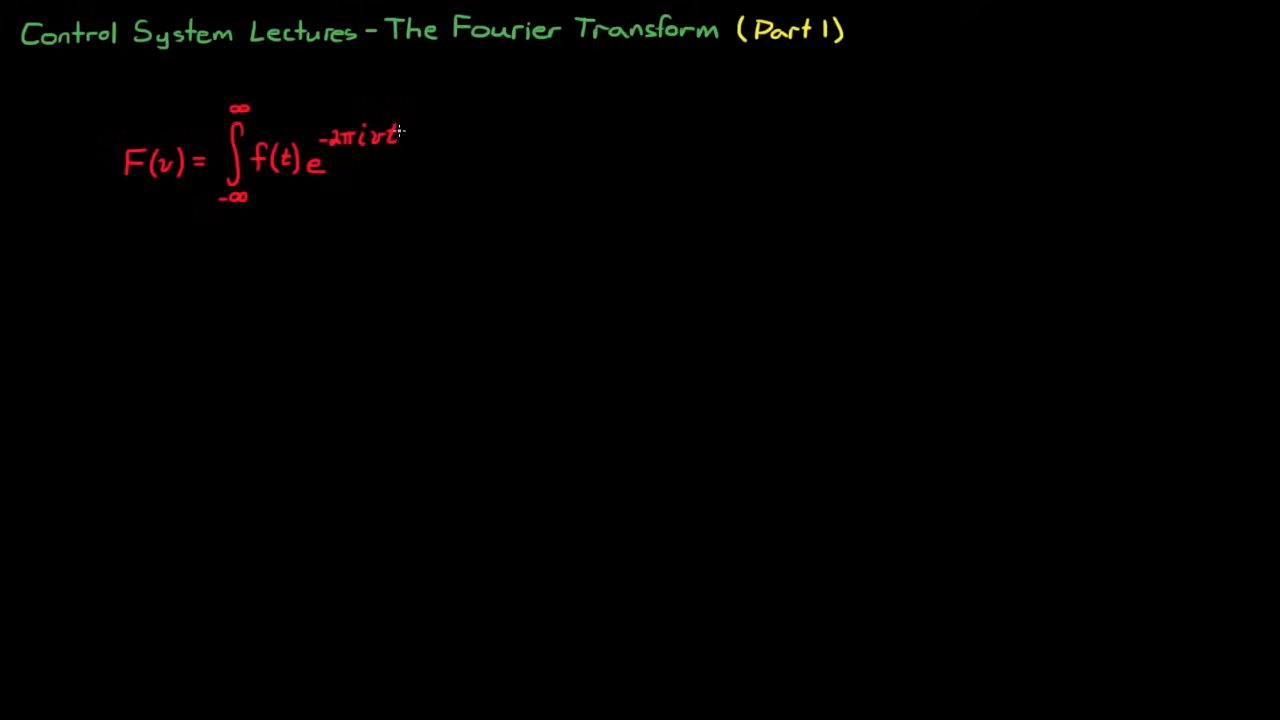 Control System Lectures - The Fourier Transform (Part 1)
F(ν) = ∫_{-∞}^{∞} f(t) e^{-2πiνt}